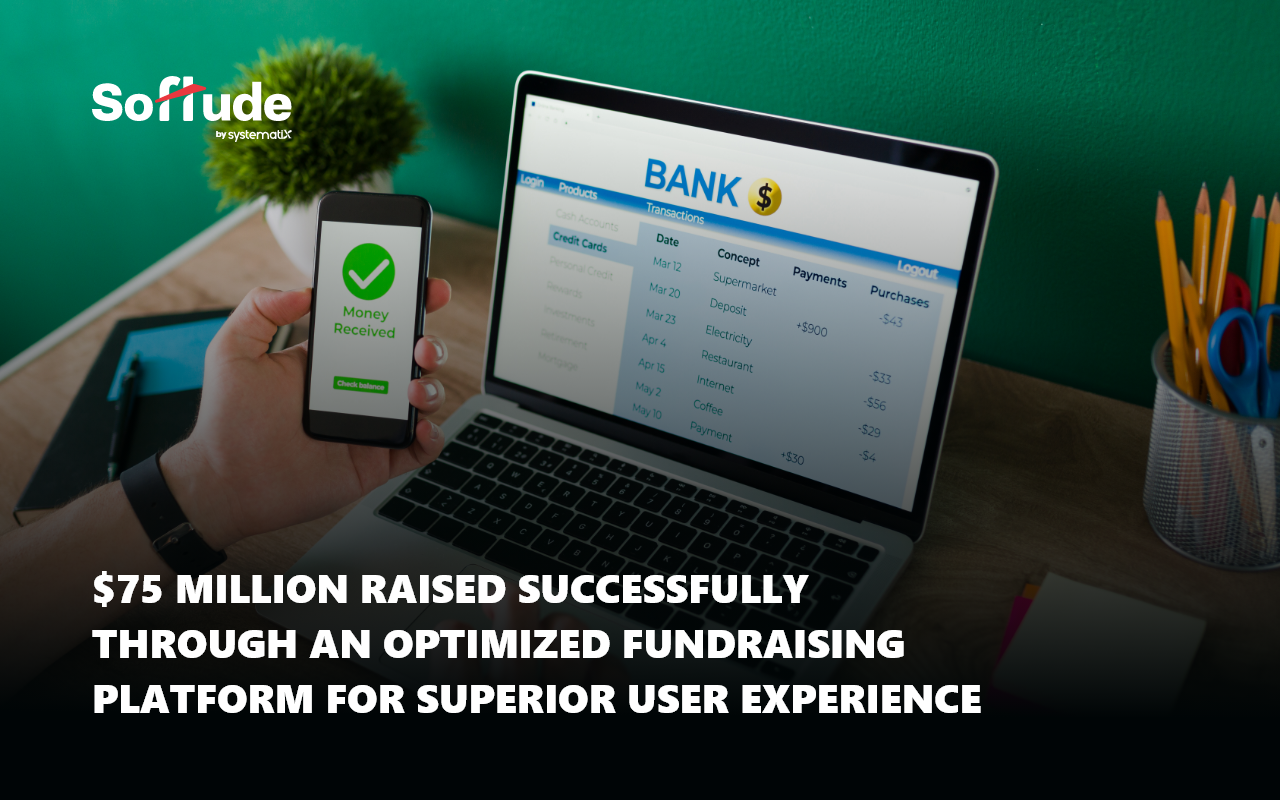 Softude
by systematiX
BANK $
Login Products Transactions Logout
Cash Accounts
Credit Cards
Personal Credit
Rewards
Investments
Retirement
Mortgage
Date Concept Payments Purchases
Mar 12 Supermarket -$43
Mar 20 Deposit +$900
Mar 23 Electricity -$33
Apr 4 Restaurant -$56
Apr 15 Internet -$29
May 2 Coffee -$4
May 10 Payment +$30
Money
Received
Check balance
$75 MILLION RAISED SUCCESSFULLY
THROUGH AN OPTIMIZED FUNDRAISING
PLATFORM FOR SUPERIOR USER EXPERIENCE